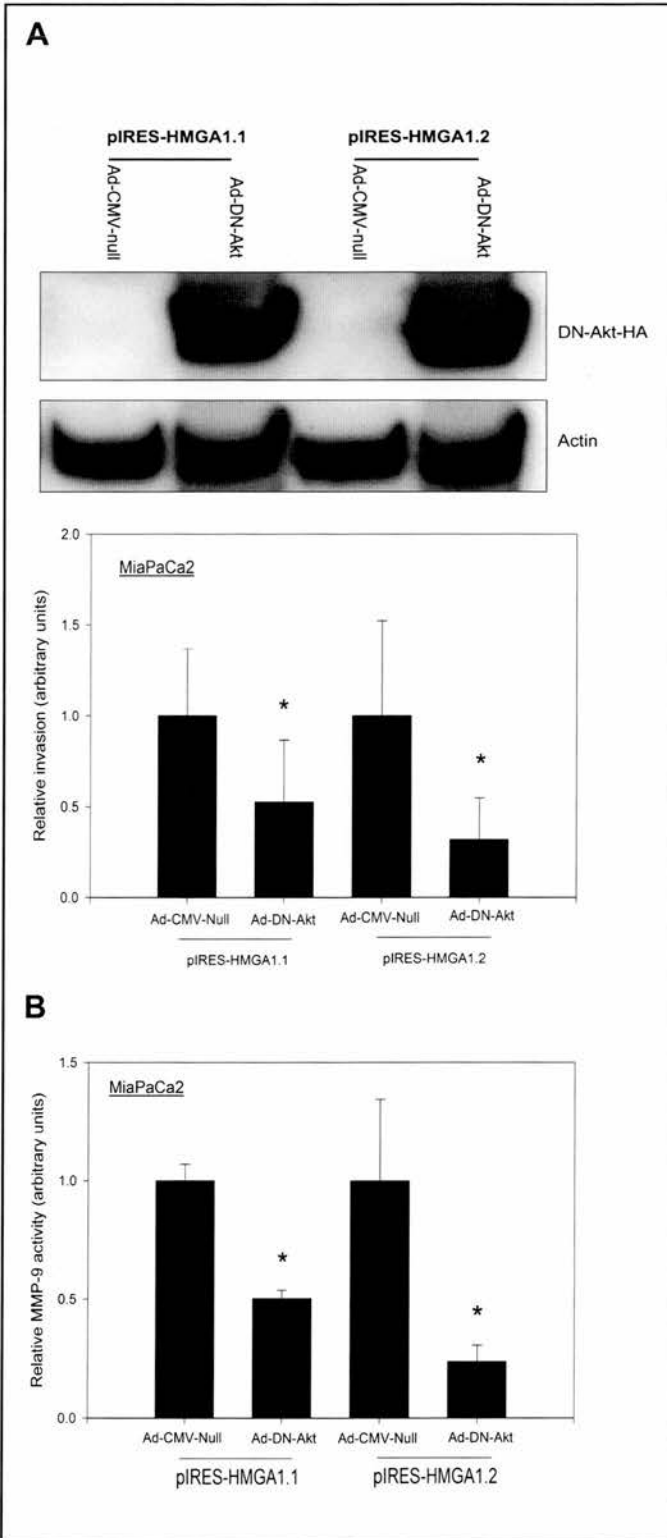 A
pIRES-HMGA1.1 pIRES-HMGA1.2
Ad-CMV-null Ad-DN-Akt Ad-CMV-null Ad-DN-Akt
DN-Akt-HA
Actin
2.0
1.5
1.0
0.5
0.0
Relative invasion (arbitrary units)
MiaPaCa2
* *
Ad-CMV-Null Ad-DN-Akt Ad-CMV-Null Ad-DN-Akt
pIRES-HMGA1.1 pIRES-HMGA1.2
B
1.5
1.0
0.5
0.0
Relative MMP-9 activity (arbitrary units)
MiaPaCa2
* *
Ad-CMV-Null Ad-DN-Akt Ad-CMV-Null Ad-DN-Akt
pIRES-HMGA1.1 pIRES-HMGA1.2